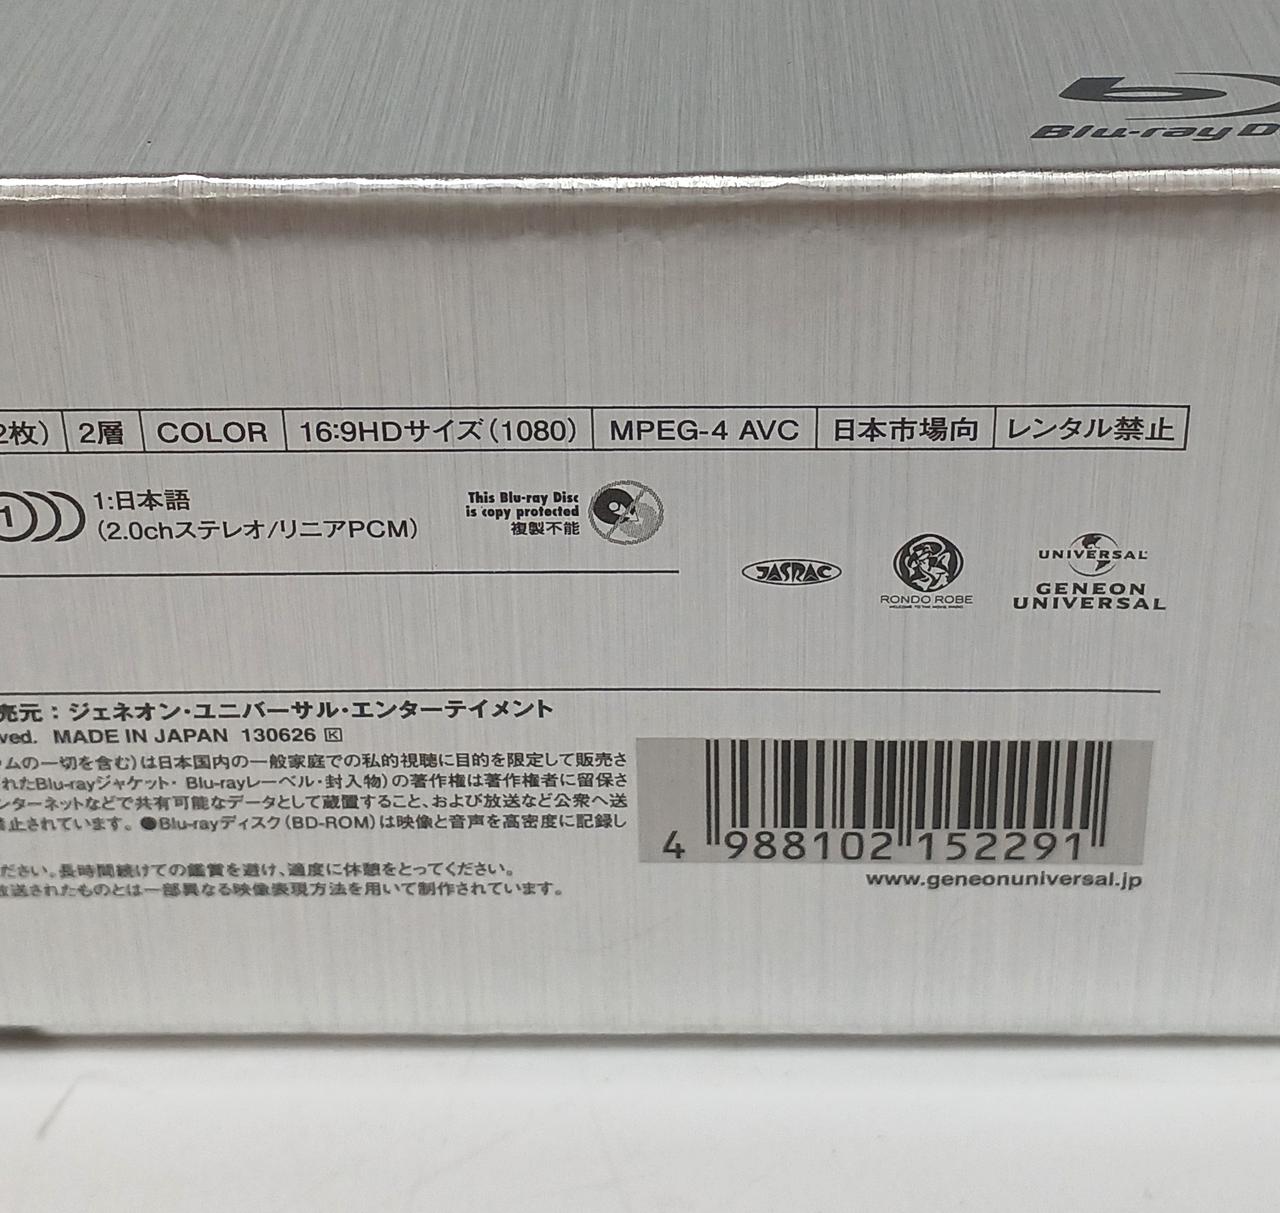 Blu-ray D
2枚) 2層 COLOR 16:9HDサイズ(1080) MPEG-4 AVC 日本市場向 レンタル禁止
1 1:日本語
(2.0chステレオ/リニアPCM)
This Blu-ray Disc
is copy protected
複製不能
JASRAC
RONDO ROBE
UNIVERSAL
GENEON
UNIVERSAL
売元:ジェネオン・ユニバーサル・エンターテイメント
ved. MADE IN JAPAN 130626 K
ムの一切を含む)は日本国内の一般家庭での私的視聴に目的を限定して販売さ
れたBlu-rayジャケット・Blu-rayレーベル・封入物)の著作権は著作権者に留保さ
ンターネットなどで共有可能なデータとして蔵置すること、および放送など公衆へ送
禁止されています。●Blu-rayディスク(BD-ROM)は映像と音声を高密度に記録し
ださい。長時間続けての鑑賞を避け、適度に休憩をとってください。
放送されたものとは一部異なる映像表現方法を用いて制作されています。
4 988102 152291
www.geneonuniversal.jp